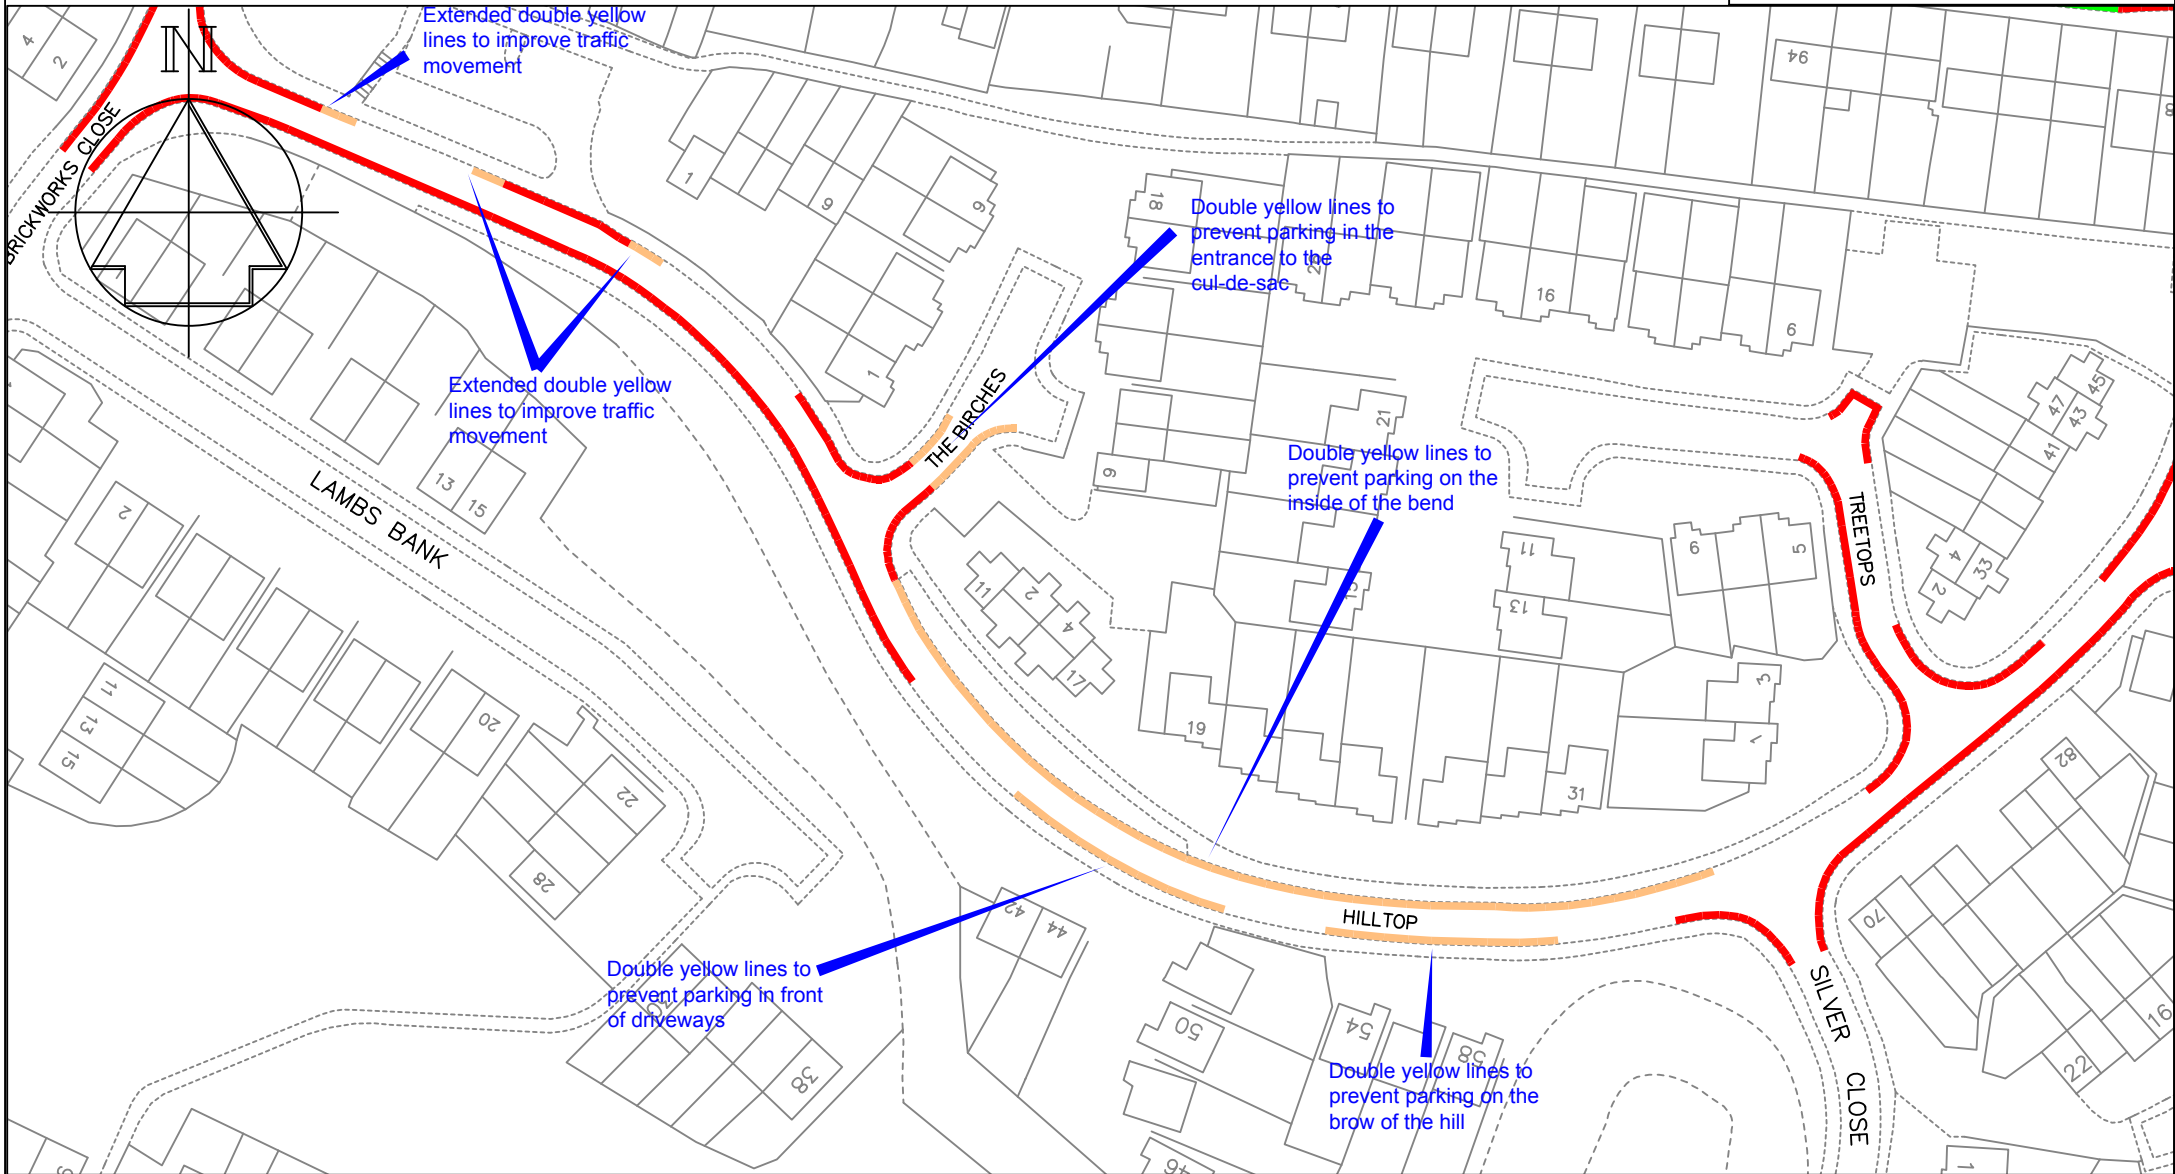 Extended double yellow
lines to improve traffic
movement
N
4
2
BRICKWORKS CLOSE
1
9
9
1
18
Double yellow lines to
prevent parking in the
entrance to the
cul-de-sac
16
6
94
Extended double yellow
lines to improve traffic
movement
THE BIRCHES
LAMBS BANK
13
15
2
11
13
15
20
22
28
9
21
15
Double yellow lines to
prevent parking on the
inside of the bend
11
13
9
5
3
1
TREETOPS
47
45
43
41
4
2
33
11
2
4
17
19
31
82
70
16
22
HILLTOP
42
44
Double yellow lines to
prevent parking in front
of driveways
38
50
54
58
46
Double yellow lines to
prevent parking on the
brow of the hill
SILVER CLOSE
1